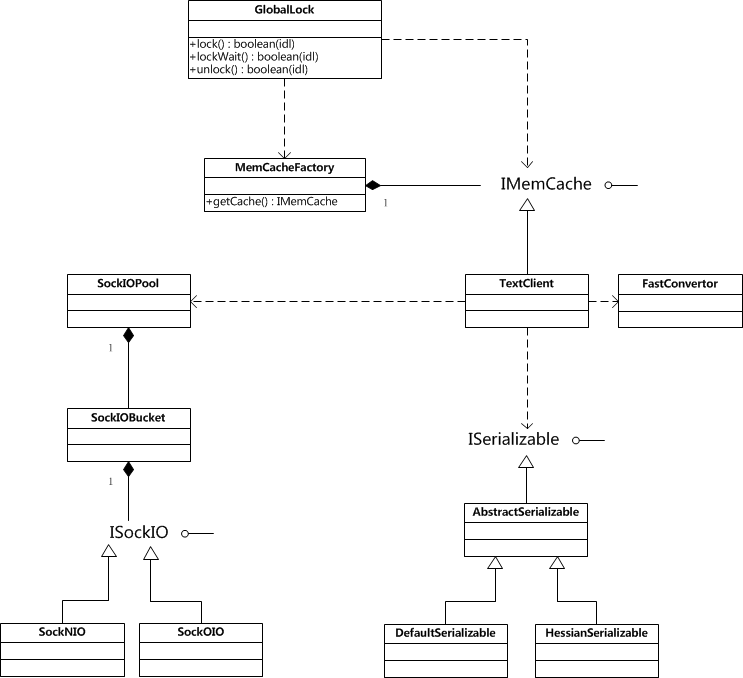 GlobalLock
+lock() : boolean(idl)
+lockWait() : boolean(idl)
+unlock() : boolean(idl)
MemCacheFactory
+getCache() : IMemCache
1
IMemCache
SockIOPool
TextClient
FastConvertor
1
SockIOBucket
ISerializable
1
AbstractSerializable
ISockIO
SockNIO
SockOIO
DefaultSerializable
HessianSerializable